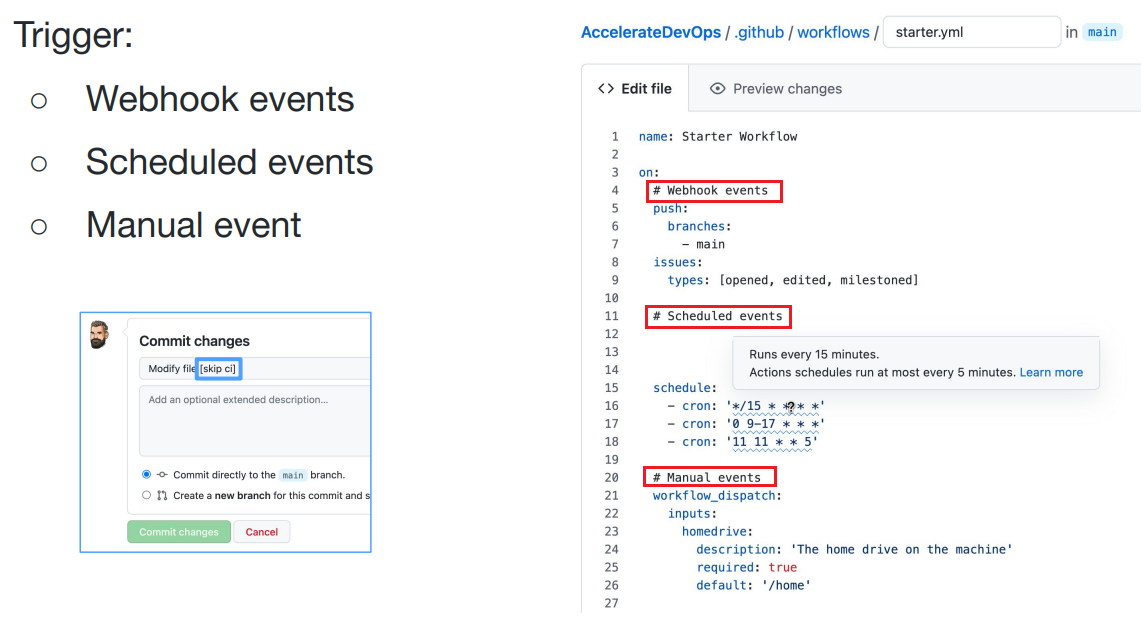 Trigger:
○ Webhook events
○ Scheduled events
○ Manual event
Commit changes
Modify file [skip ci]
Add an optional extended description...
Commit directly to the main branch.
Create a new branch for this commit and s
Commit changes Cancel
AccelerateDevOps / .github / workflows / starter.yml in main
<> Edit file Preview changes
1 name: Starter Workflow
2
3 on:
4 # Webhook events
5 push:
6 branches:
7 - main
8 issues:
9 types: [opened, edited, milestoned]
10
11 # Scheduled events
12
13
14
Runs every 15 minutes.
Actions schedules run at most every 5 minutes. Learn more
15 schedule:
16 - cron: '*/15 * * * *'
17 - cron: '0 9-17 * * *'
18 - cron: '11 11 * * 5'
19
20 # Manual events
21 workflow_dispatch:
22 inputs:
23 homedrive:
24 description: 'The home drive on the machine'
25 required: true
26 default: '/home'
27